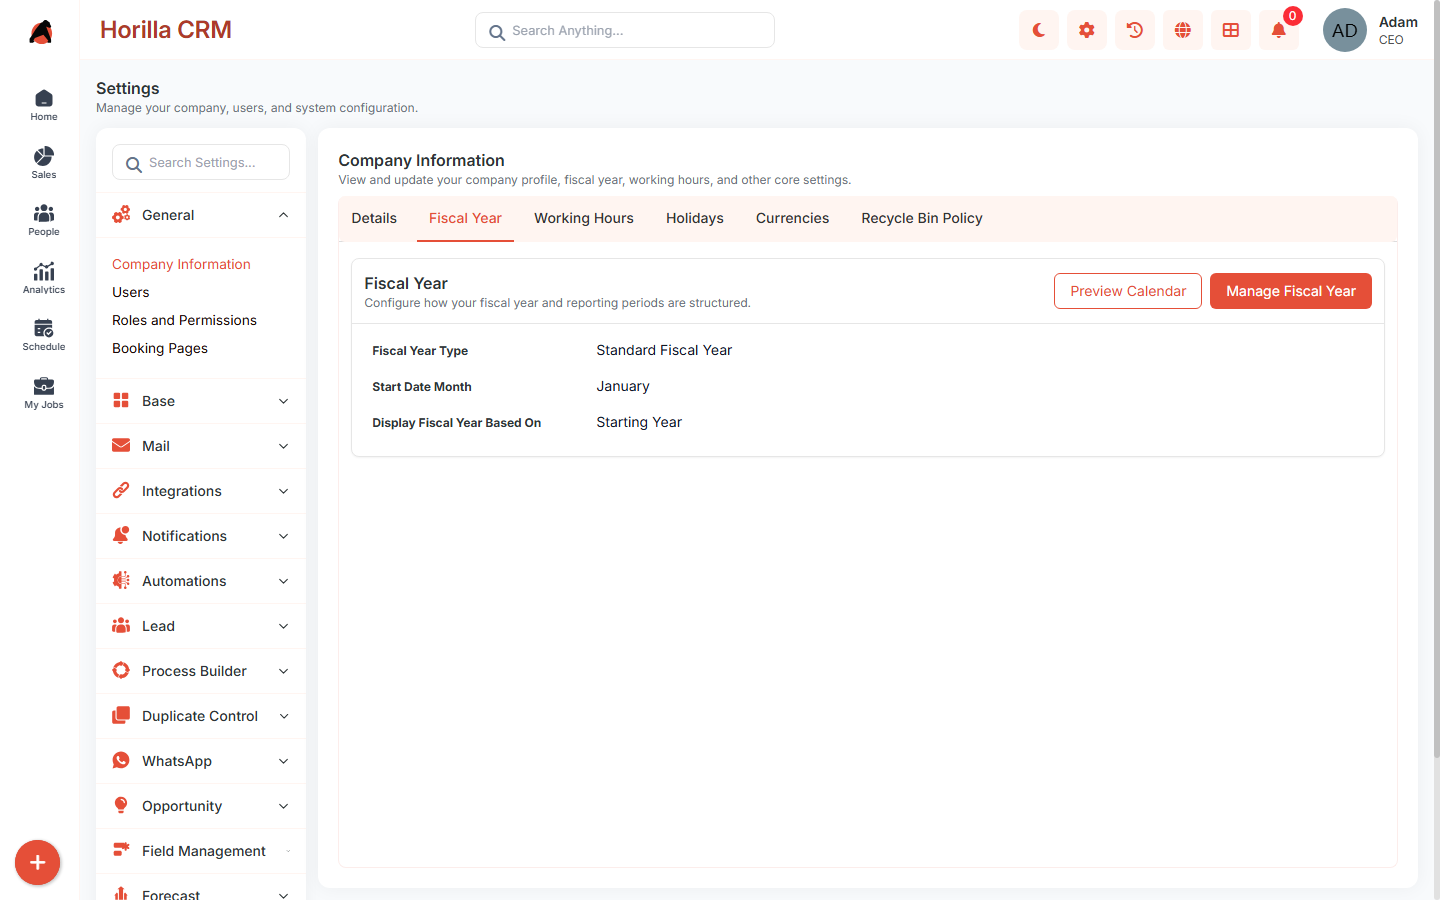 Horilla CRM
Search Anything...
0
AD
Adam
CEO
Home
Sales
People
Analytics
Schedule
My Jobs
Settings
Manage your company, users, and system configuration.
Search Settings...
General
Company Information
Users
Roles and Permissions
Booking Pages
Base
Mail
Integrations
Notifications
Automations
Lead
Process Builder
Duplicate Control
WhatsApp
Opportunity
Field Management
Forecast
Company Information
View and update your company profile, fiscal year, working hours, and other core settings.
Details Fiscal Year Working Hours Holidays Currencies Recycle Bin Policy
Fiscal Year
Configure how your fiscal year and reporting periods are structured.
Preview Calendar Manage Fiscal Year
Fiscal Year Type Standard Fiscal Year
Start Date Month January
Display Fiscal Year Based On Starting Year